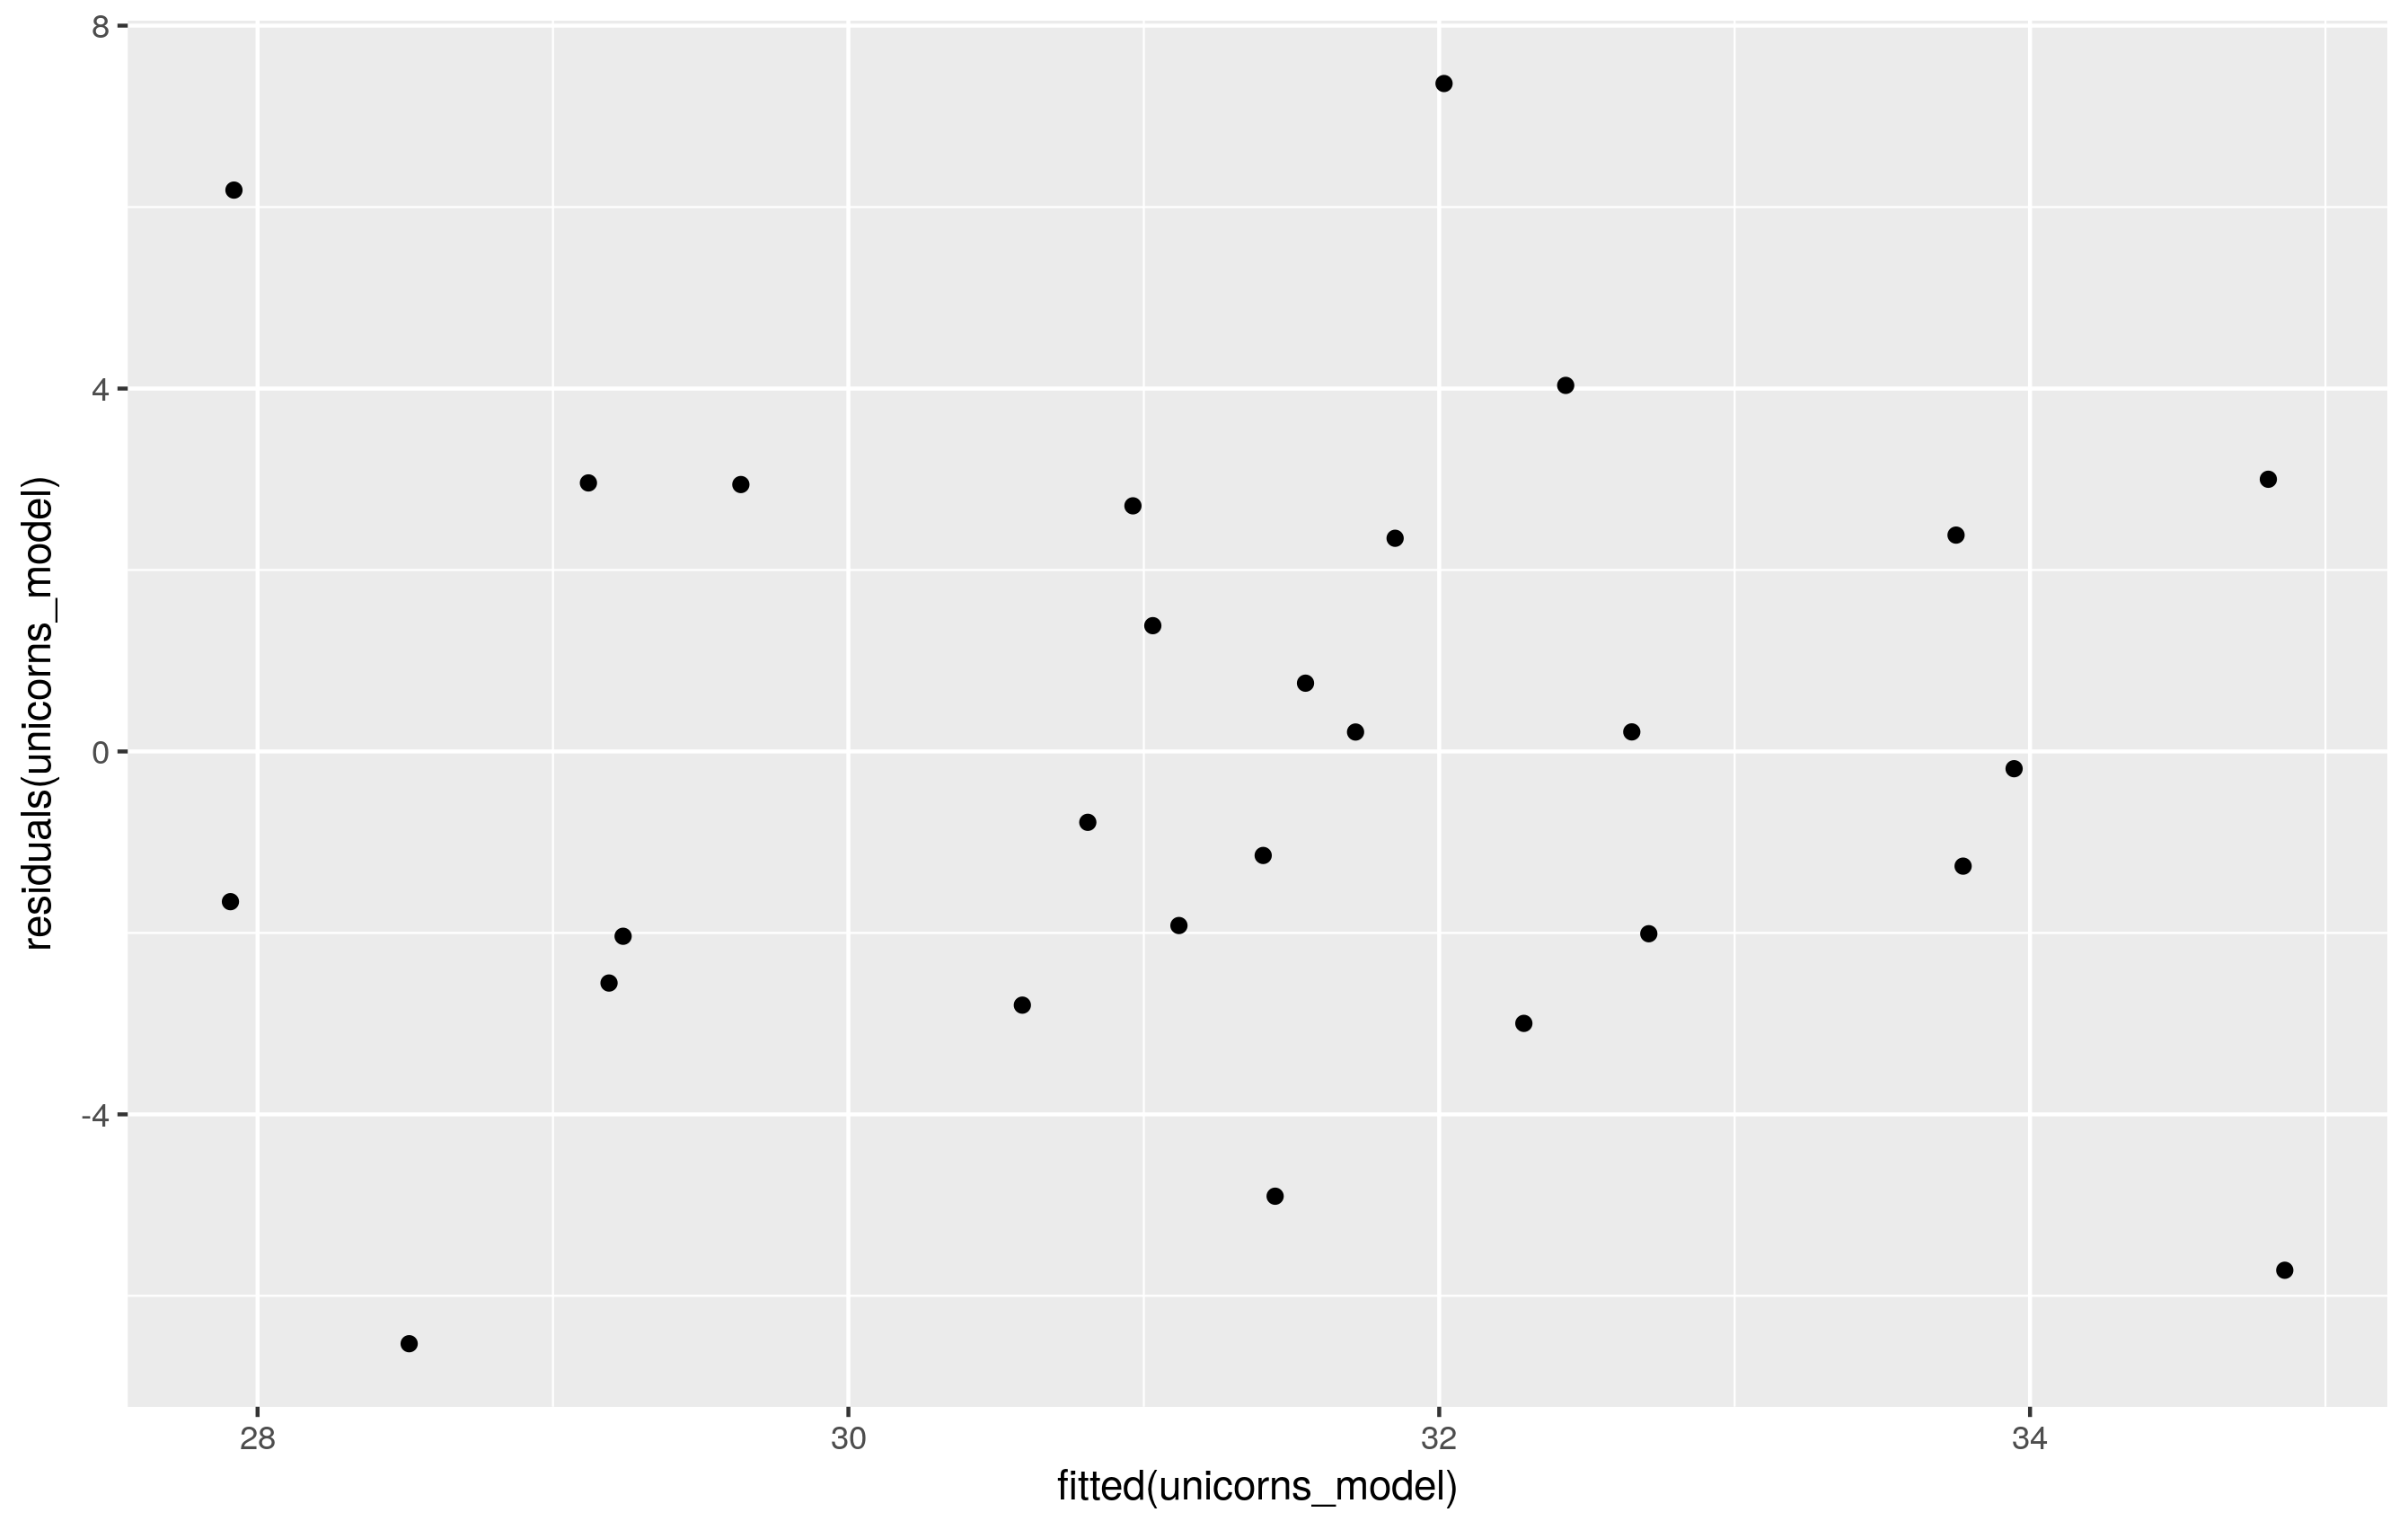 8
4
0
-4
residuals(unicorns_model)
28 30 32 34
fitted(unicorns_model)